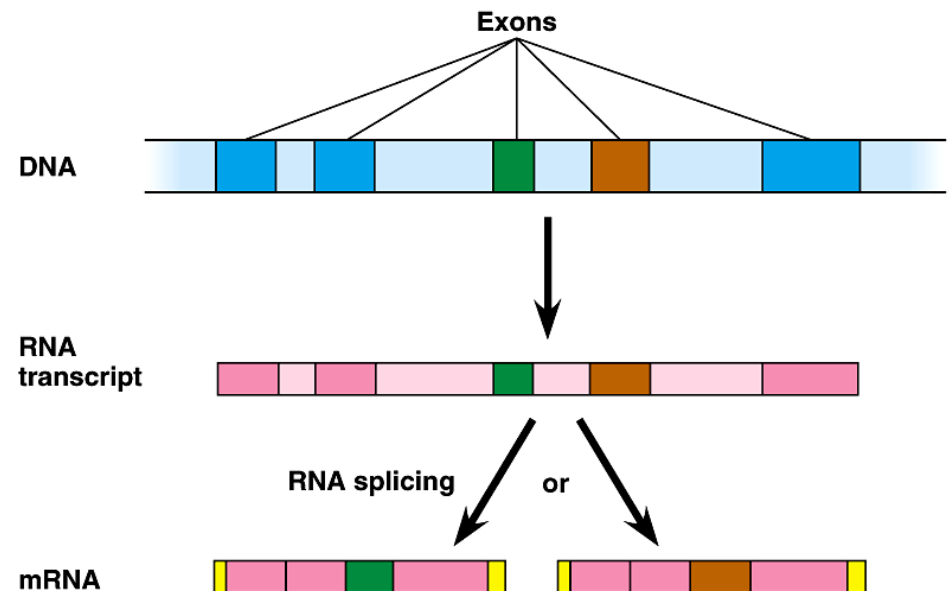 Exons
DNA
RNA
transcript
RNA splicing
or
mRNA